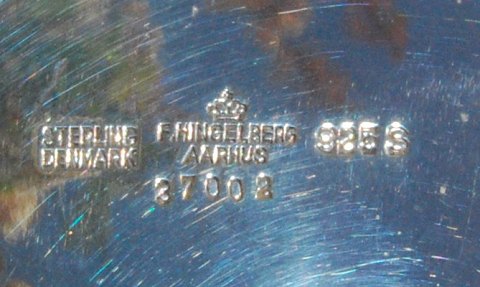 STERLING
DENMARK
F. HINGELBERG
AARHUS
925 S
37002